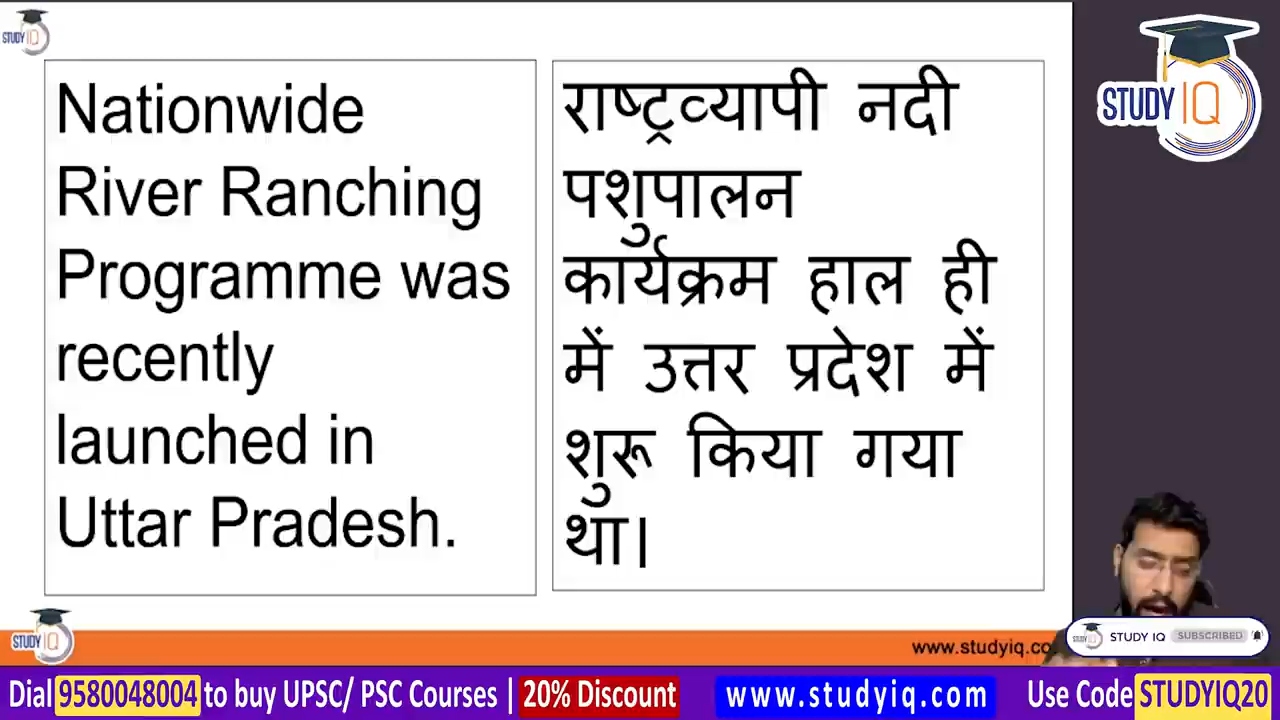 STUDY IQ
Nationwide
River Ranching
Programme was
recently
launched in
Uttar Pradesh.
राष्ट्रव्यापी नदी
पशुपालन
कार्यक्रम हाल ही
में उत्तर प्रदेश में
शुरू किया गया
था।
STUDY IQ
STUDY IQ
www.studyiq.co
STUDY IQ SUBSCRIBED
Dial 9580048004 to buy UPSC/ PSC Courses | 20% Discount www.studyiq.com Use Code STUDYIQ20